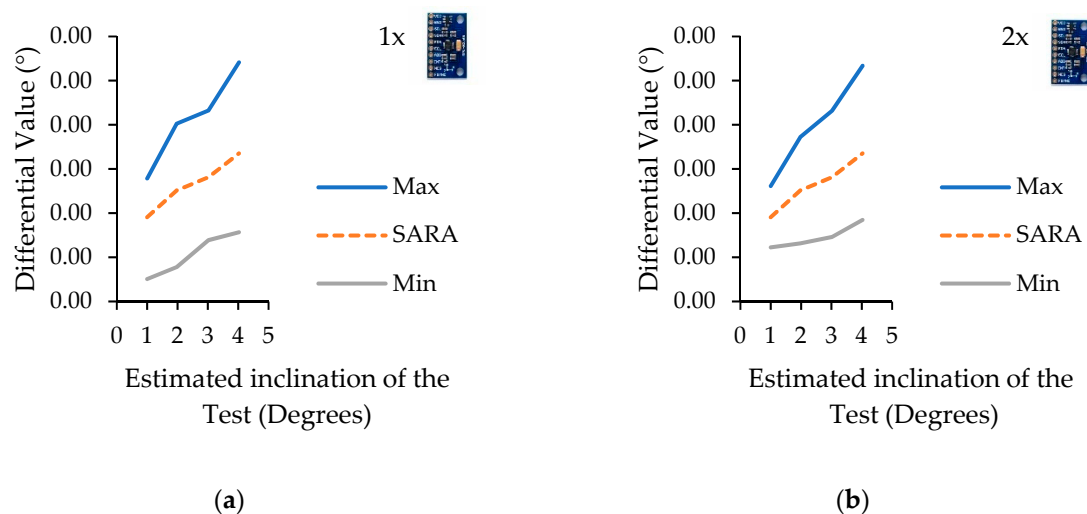 1x
Differential Value (°)
0.00
0.00
0.00
0.00
0.00
0.00
0.00
0 1 2 3 4 5
Max
SARA
Min
Estimated inclination of the
Test (Degrees)
(a)
2x
Differential Value (°)
0.00
0.00
0.00
0.00
0.00
0.00
0.00
0 1 2 3 4 5
Max
SARA
Min
Estimated inclination of the
Test (Degrees)
(b)